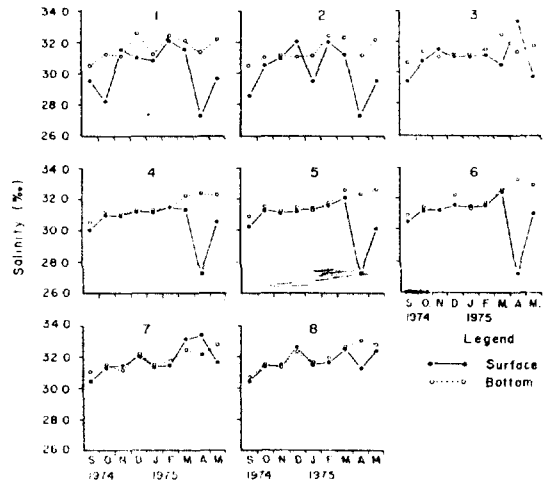 1 2 3
34.0
32.0
30.0
28.0
26.0
4 5 6
Salinity (‰)
34.0
32.0
30.0
28.0
26.0
S O N D J F M A M
1974 1975
7 8
Legend
Surface
Bottom
34.0
32.0
30.0
28.0
26.0
S O N D J F M A M S O N D J F M A M
1974 1975 1974 1975